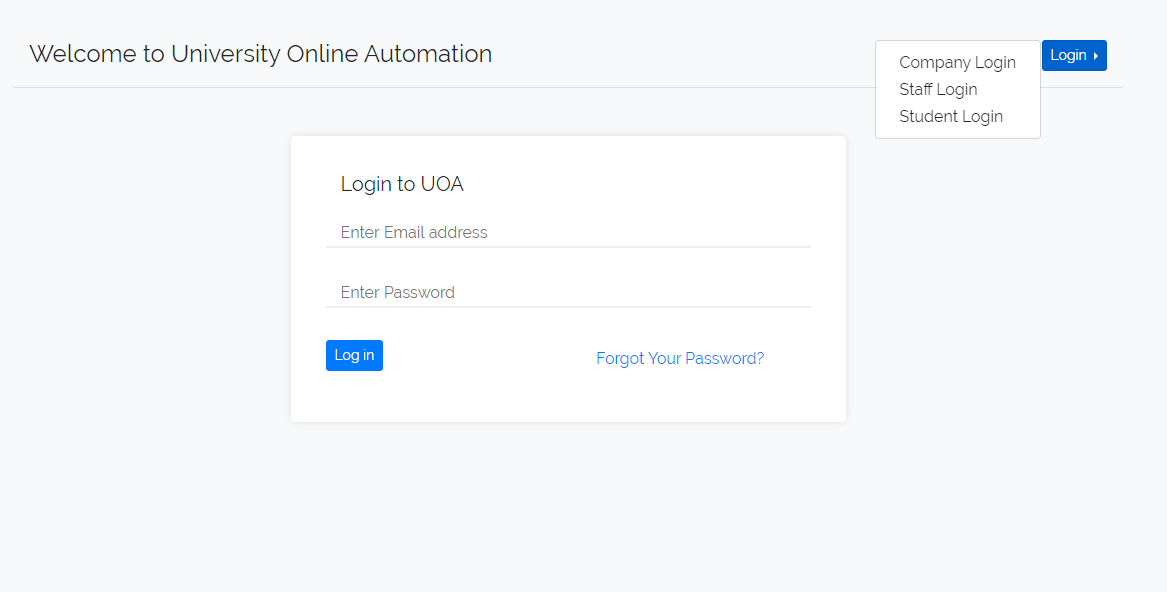 Welcome to University Online Automation
Login
Company Login
Staff Login
Student Login
Login to UOA
Enter Email address
Enter Password
Log in
Forgot Your Password?